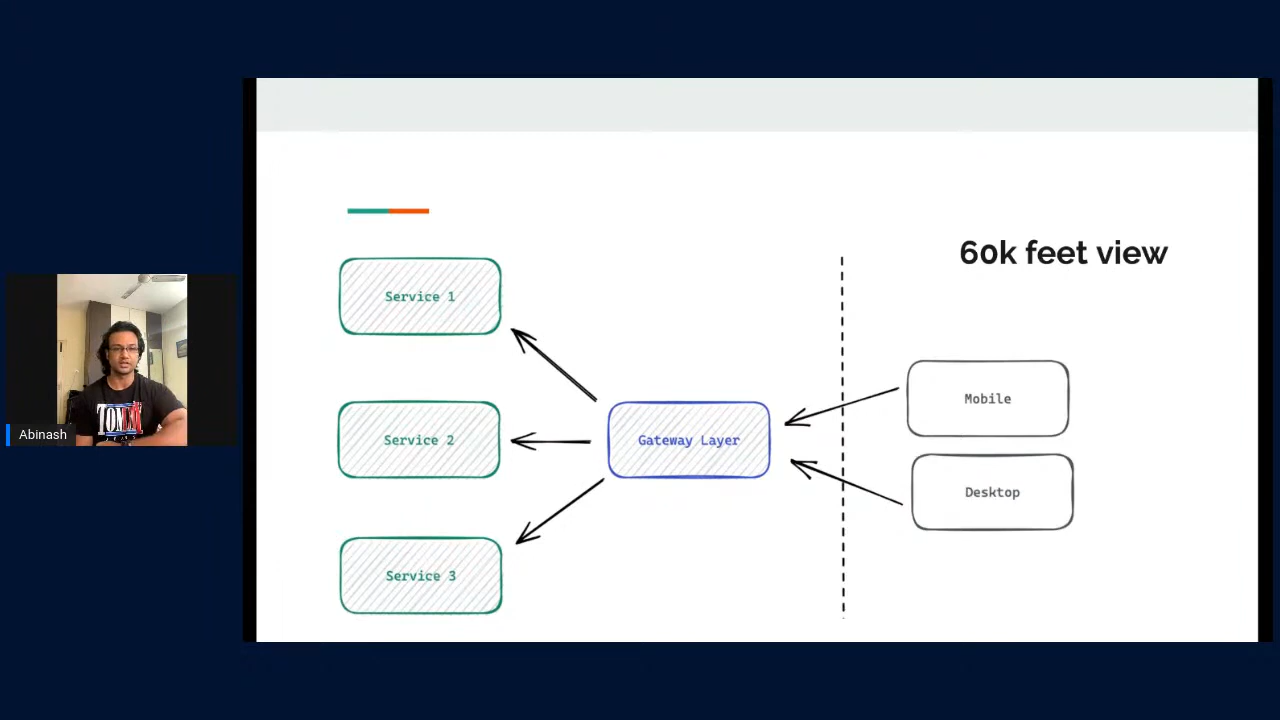 60k feet view
Service 1
Mobile
Service 2
Gateway Layer
Desktop
Service 3
Abinash